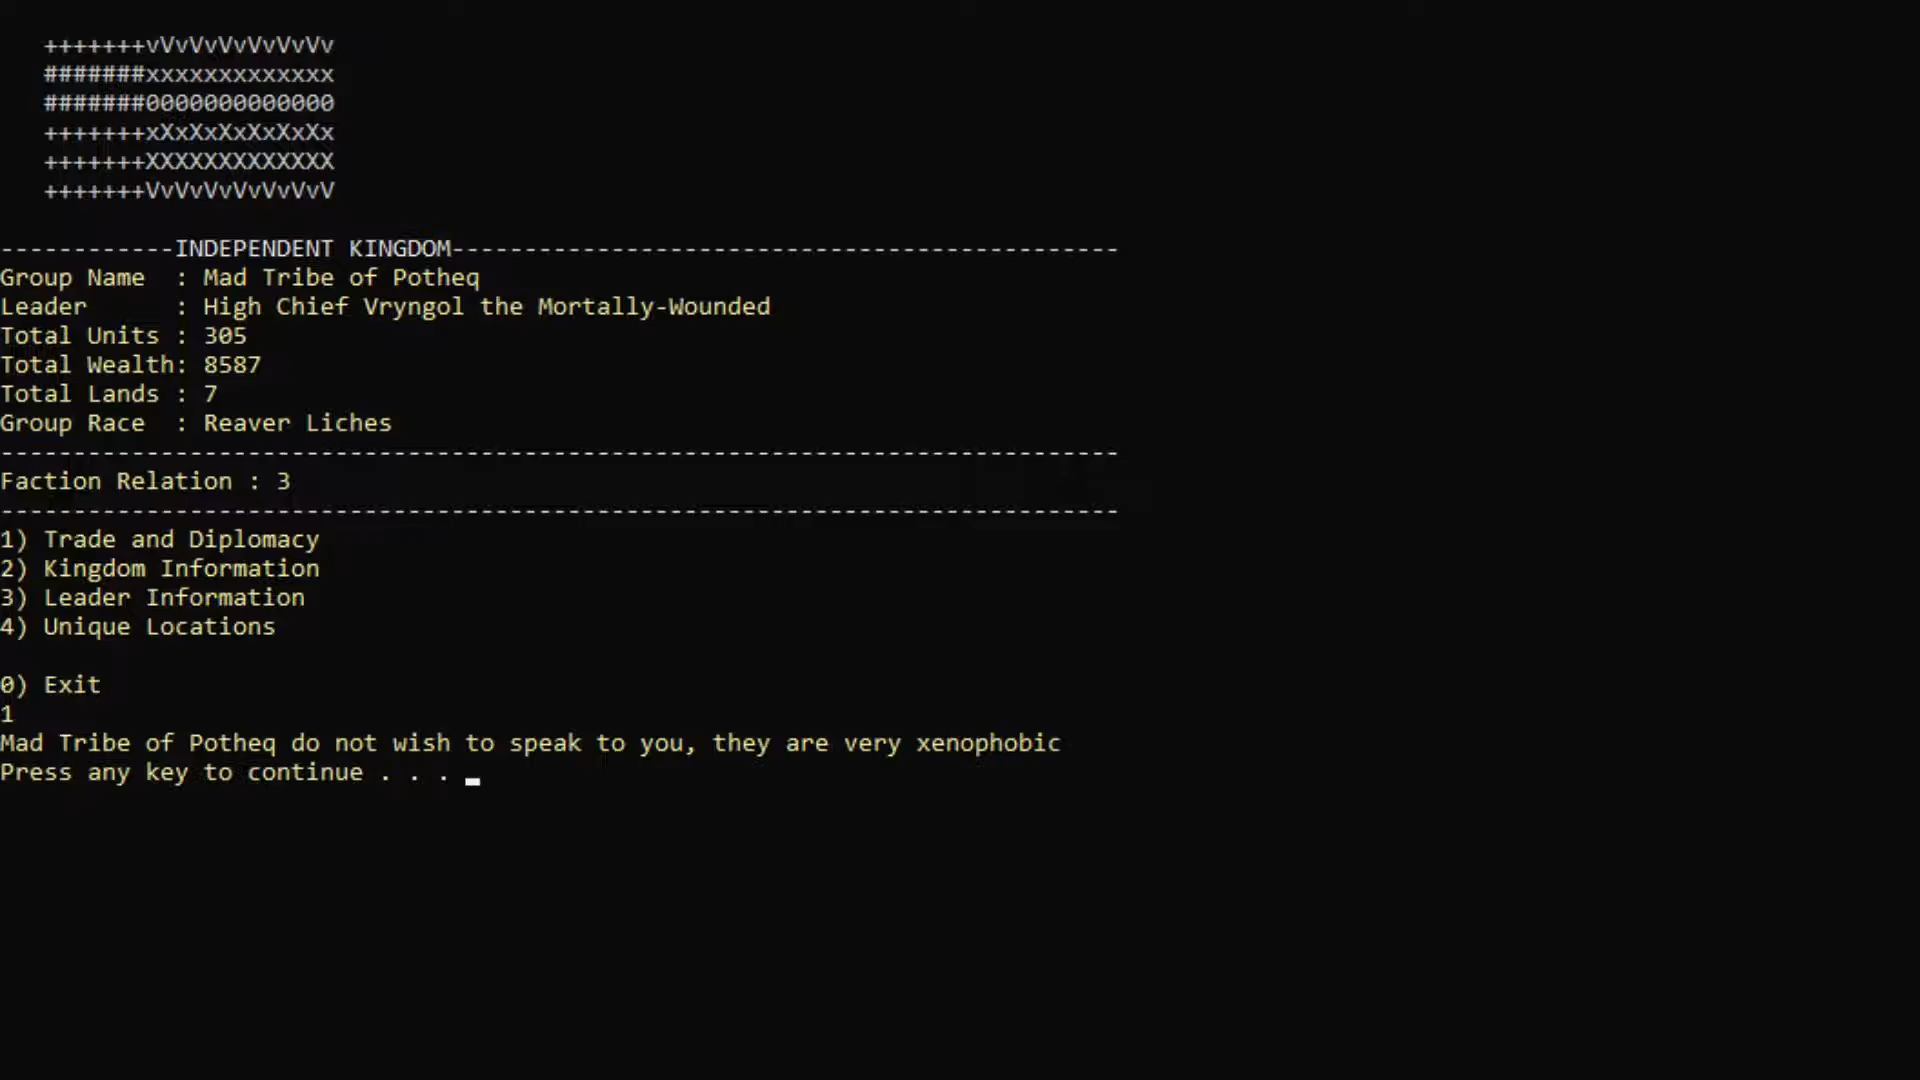 +++++++vVvVvVvVvVvVv
#######xxxxxxxxxxxxx
#######0000000000000
+++++++xXxXxXxXxXxXx
+++++++XXXXXXXXXXXXX
+++++++VvVvVvVvVvVvV
------------INDEPENDENT KINGDOM----------------------------------------------
Group Name  : Mad Tribe of Potheq
Leader      : High Chief Vryngol the Mortally-Wounded
Total Units : 305
Total Wealth: 8587
Total Lands : 7
Group Race  : Reaver Liches
-----------------------------------------------------------------------------
Faction Relation : 3
-----------------------------------------------------------------------------
1) Trade and Diplomacy
2) Kingdom Information
3) Leader Information
4) Unique Locations
0) Exit
1
Mad Tribe of Potheq do not wish to speak to you, they are very xenophobic
Press any key to continue . . . _